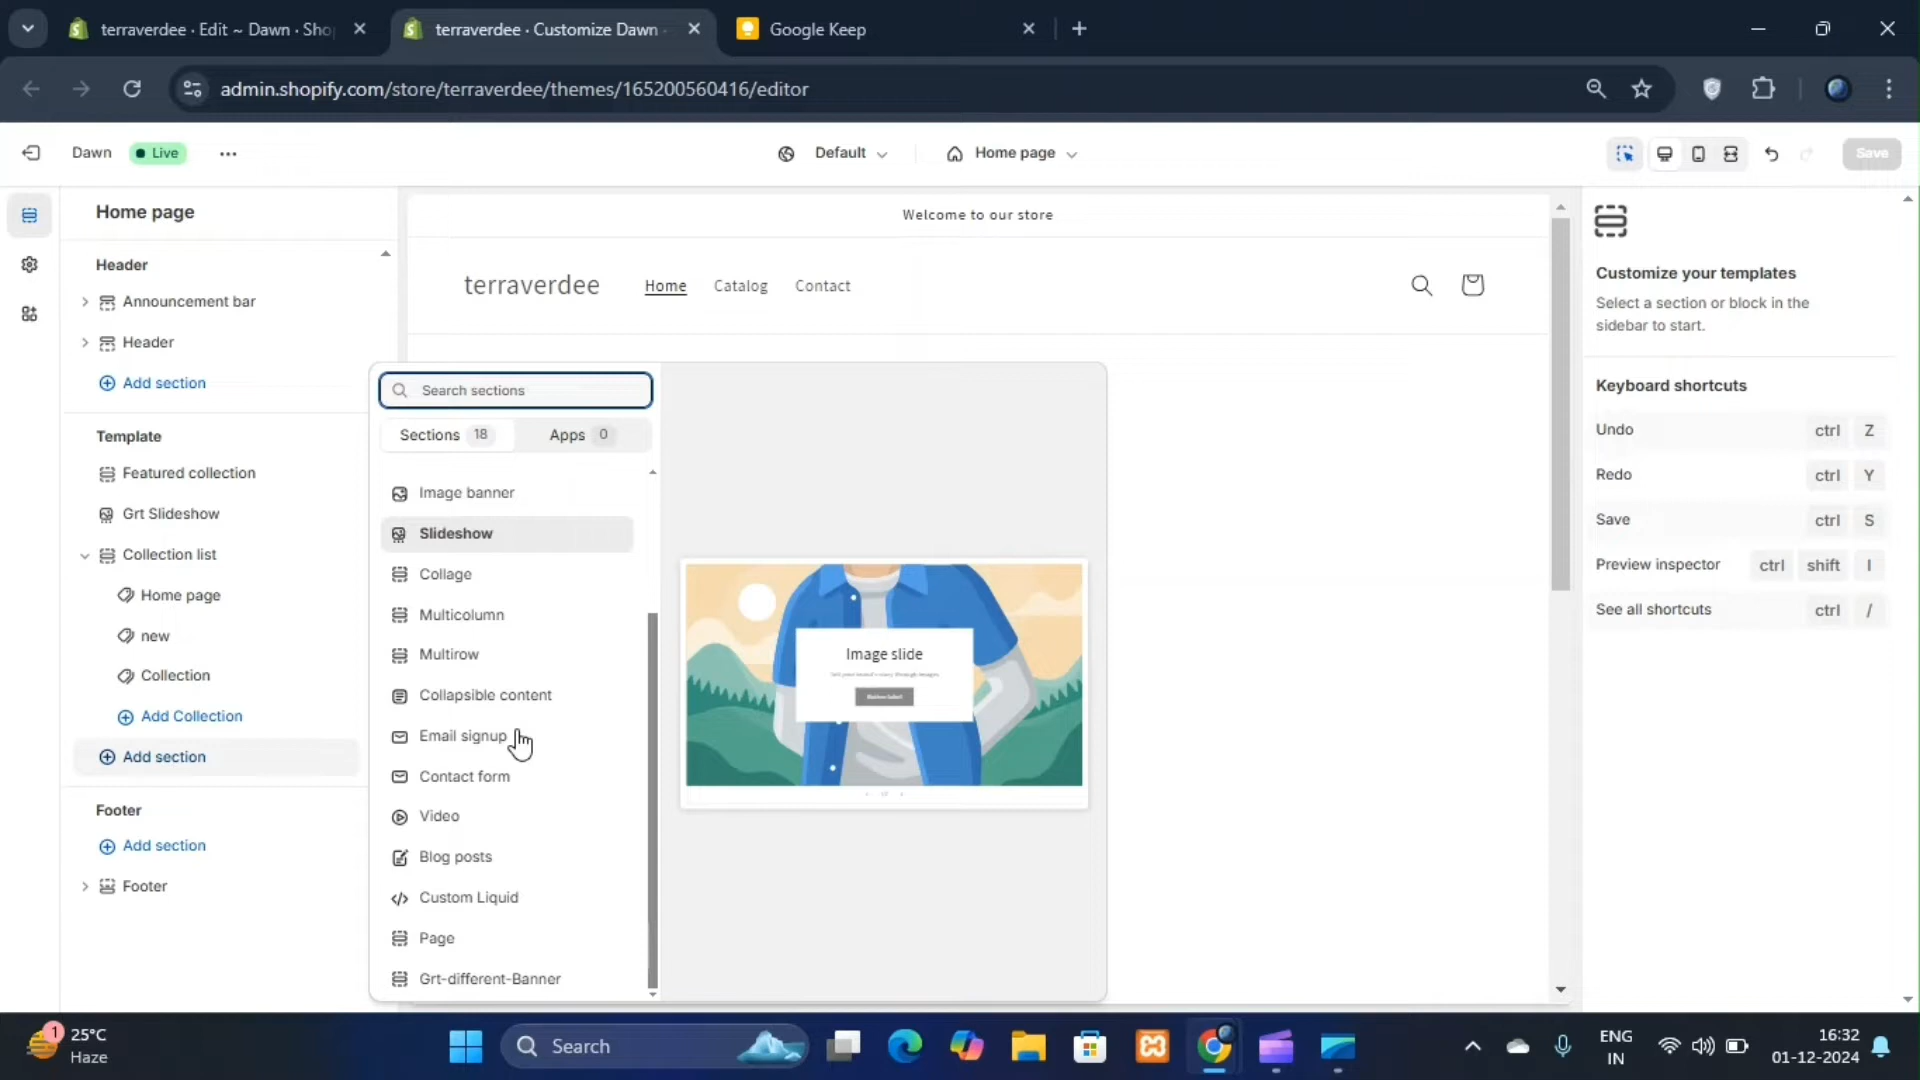 terraverdee · Edit ~ Dawn · Sho
terraverdee · Customize Dawn
Google Keep
admin.shopify.com/store/terraverdee/themes/165200560416/editor
Dawn
Live
Default
Home page
Save
Home page
Header
Announcement bar
Header
Add section
Template
Featured collection
Grt Slideshow
Collection list
Home page
new
Collection
Add Collection
Add section
Footer
Add section
Footer
Search sections
Sections 18
Apps 0
Image banner
Slideshow
Collage
Multicolumn
Multirow
Collapsible content
Email signup
Contact form
Video
Blog posts
Custom Liquid
Page
Grt-different-Banner
Image slide
Welcome to our store
terraverdee
Home
Catalog
Contact
Customize your templates
Select a section or block in the
sidebar to start.
Keyboard shortcuts
Undo ctrl Z
Redo ctrl Y
Save ctrl S
Preview inspector ctrl shift I
See all shortcuts ctrl /
1
25°C
Haze
Search
ENG
IN
16:32
01-12-2024